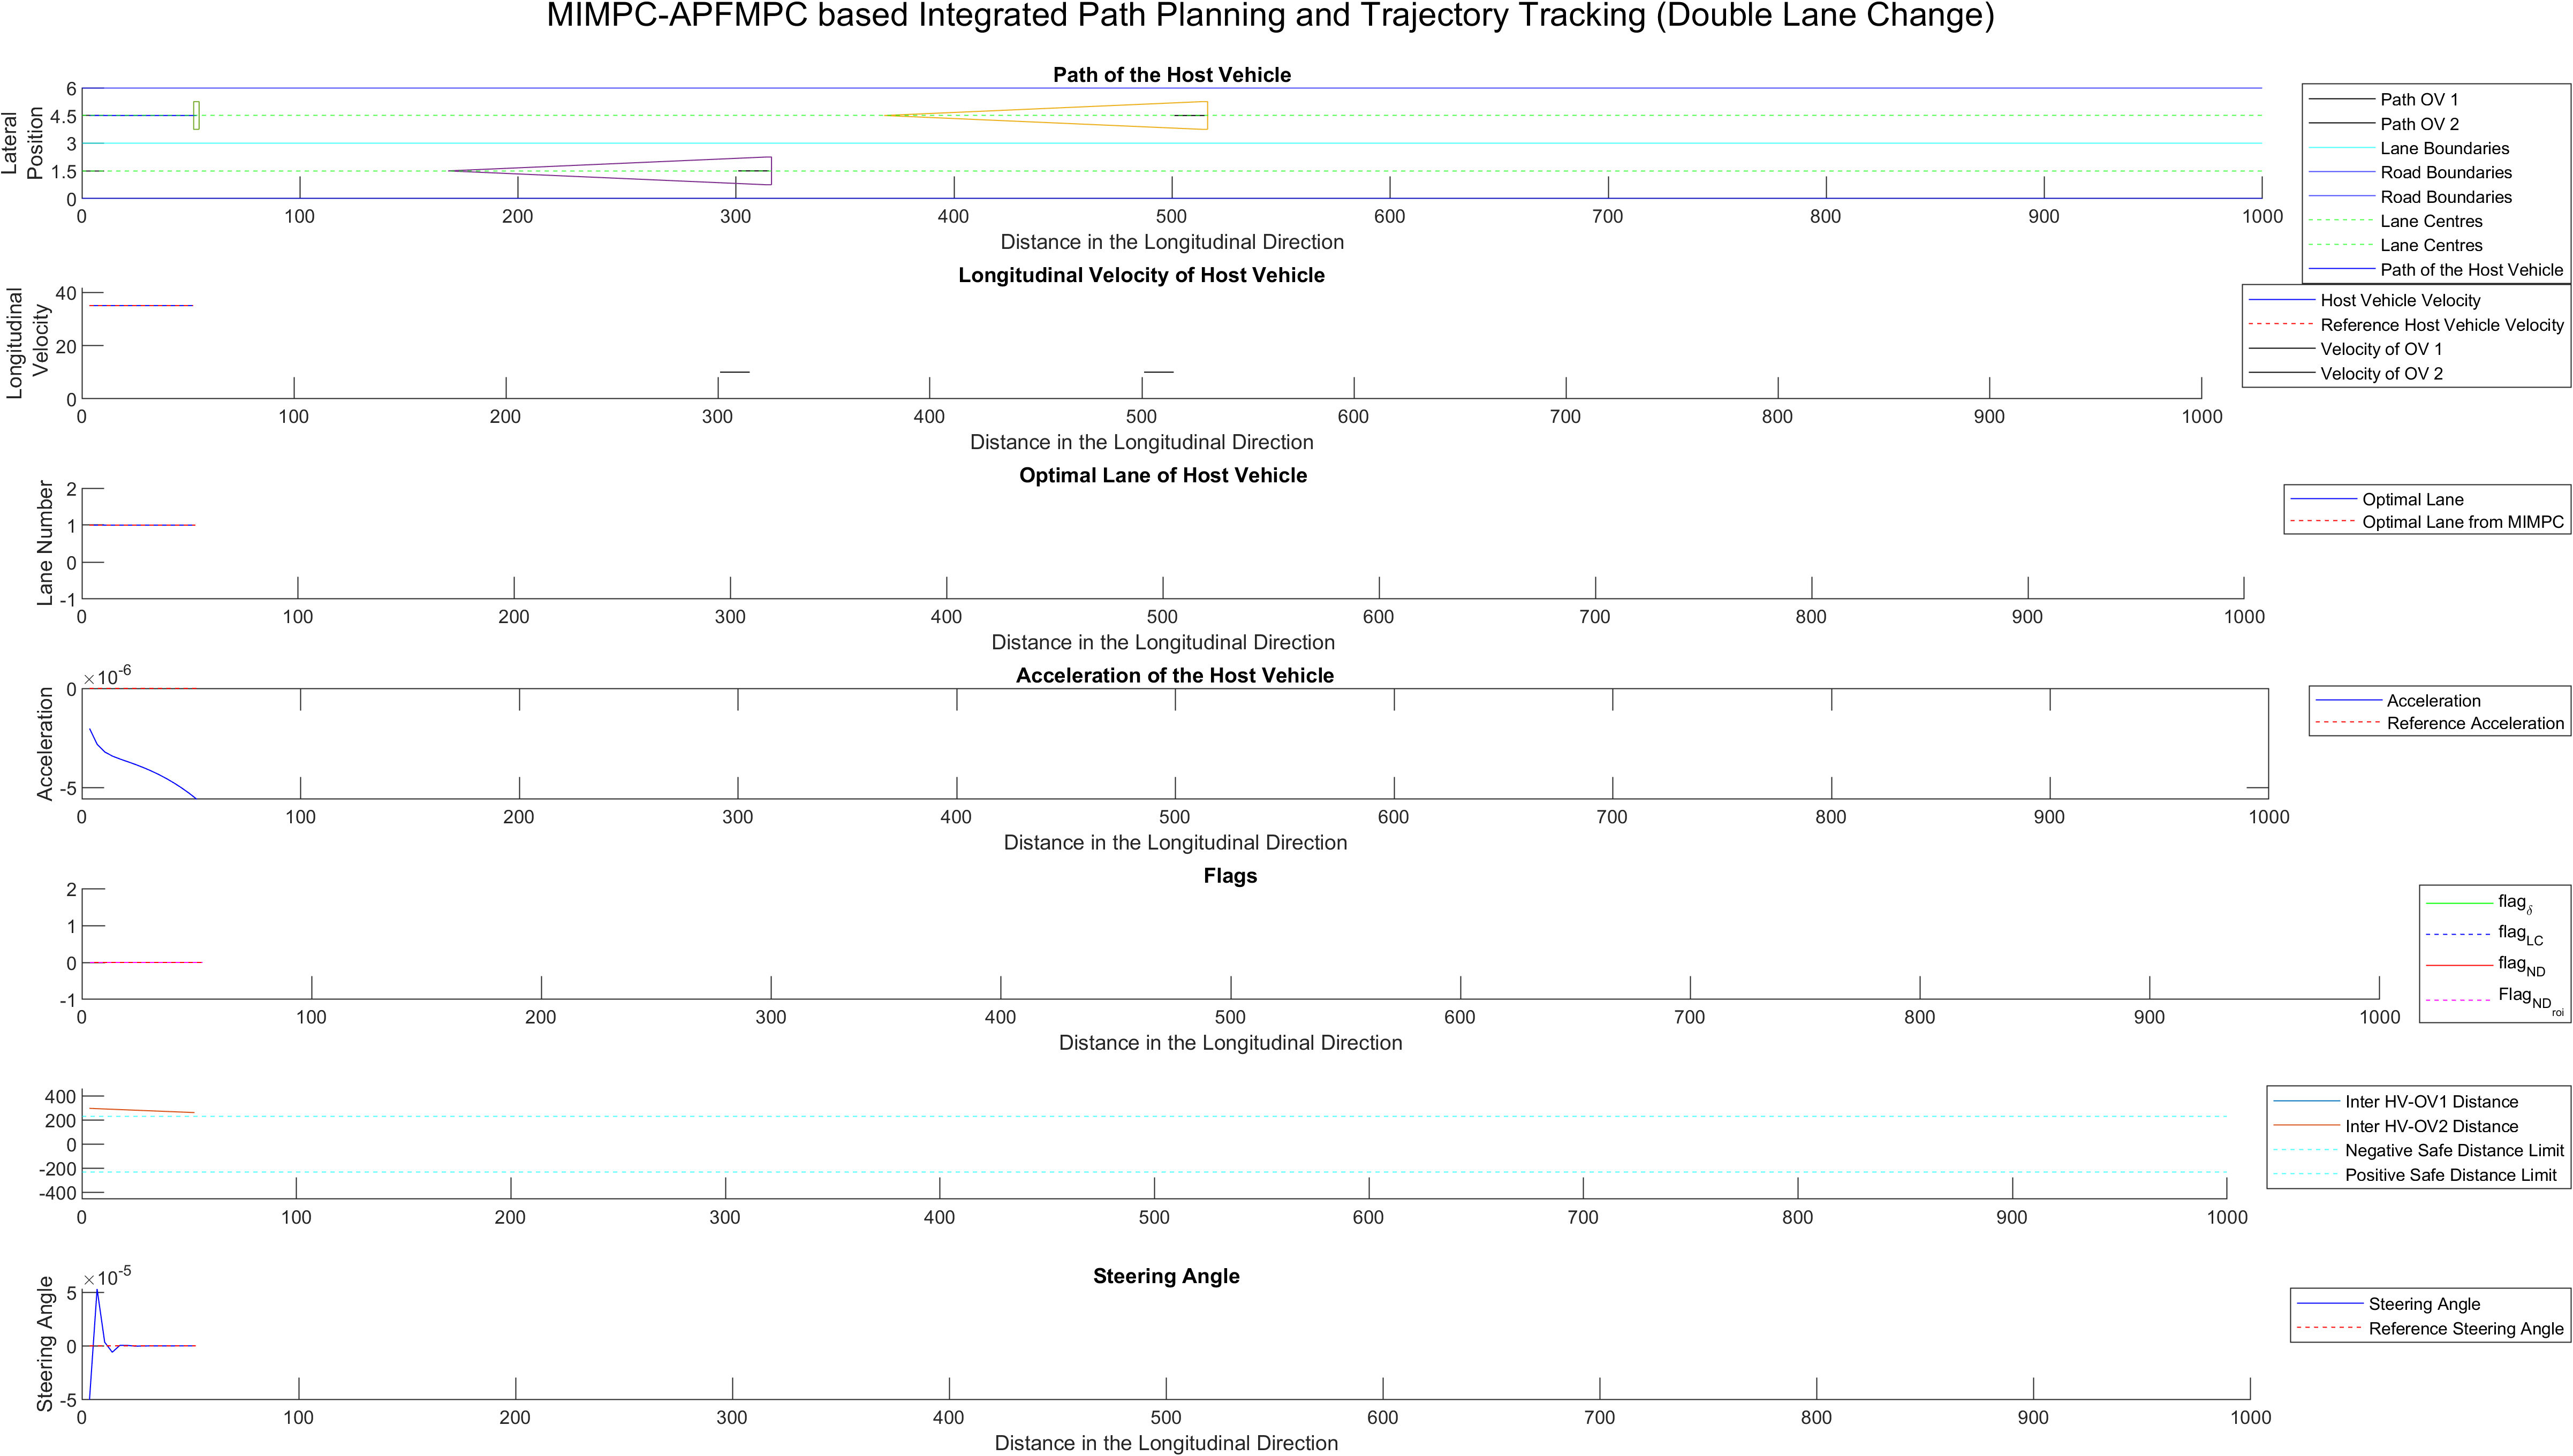 MIMPC-APFMPC based Integrated Path Planning and Trajectory Tracking (Double Lane Change)
Path of the Host Vehicle
Lateral
Position
6
4.5
3
1.5
0
0 100 200 300 400 500 600 700 800 900 1000
Distance in the Longitudinal Direction
Path OV 1
Path OV 2
Lane Boundaries
Road Boundaries
Road Boundaries
Lane Centres
Lane Centres
Path of the Host Vehicle
Longitudinal Velocity of Host Vehicle
Longitudinal
Velocity
40
20
0
0 100 200 300 400 500 600 700 800 900 1000
Distance in the Longitudinal Direction
Host Vehicle Velocity
Reference Host Vehicle Velocity
Velocity of OV 1
Velocity of OV 2
Optimal Lane of Host Vehicle
Lane Number
2
1
0
-1
0 100 200 300 400 500 600 700 800 900 1000
Distance in the Longitudinal Direction
Optimal Lane
Optimal Lane from MIMPC
Acceleration of the Host Vehicle
×10-6
Acceleration
0
-5
0 100 200 300 400 500 600 700 800 900 1000
Distance in the Longitudinal Direction
Acceleration
Reference Acceleration
Flags
2
1
0
-1
0 100 200 300 400 500 600 700 800 900 1000
Distance in the Longitudinal Direction
flagδ
flagLC
flagND
FlagNDroi
400
200
0
-200
-400
0 100 200 300 400 500 600 700 800 900 1000
Inter HV-OV1 Distance
Inter HV-OV2 Distance
Negative Safe Distance Limit
Positive Safe Distance Limit
Steering Angle
×10-5
Steering Angle
5
0
-5
0 100 200 300 400 500 600 700 800 900 1000
Distance in the Longitudinal Direction
Steering Angle
Reference Steering Angle